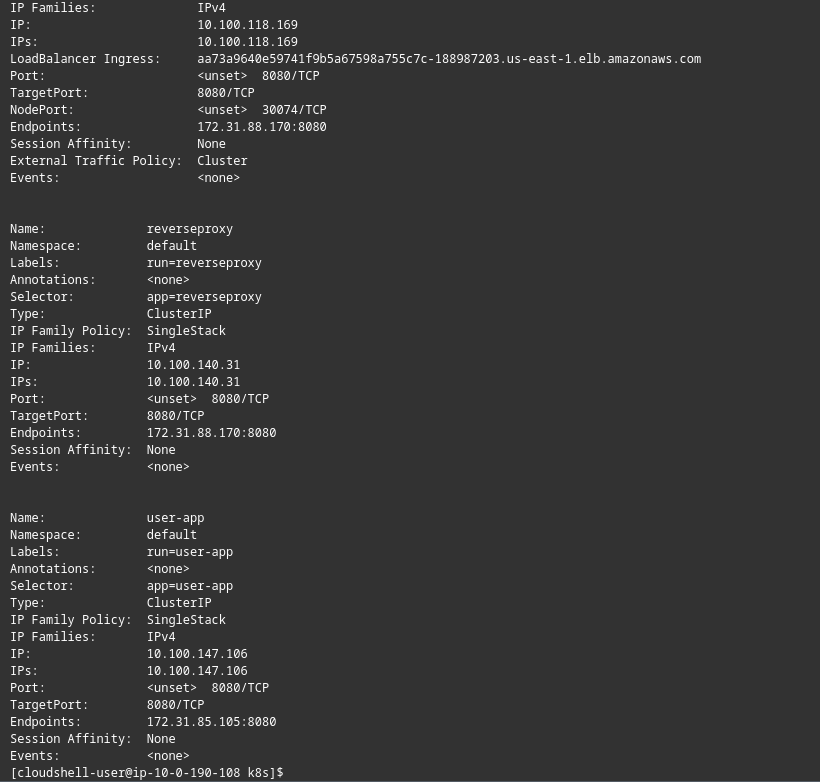 IP Families:              IPv4
IP:                       10.100.118.169
IPs:                      10.100.118.169
LoadBalancer Ingress:     aa73a9640e59741f9b5a67598a755c7c-188987203.us-east-1.elb.amazonaws.com
Port:                     <unset>  8080/TCP
TargetPort:               8080/TCP
NodePort:                 <unset>  30074/TCP
Endpoints:                172.31.88.170:8080
Session Affinity:         None
External Traffic Policy:  Cluster
Events:                   <none>
Name:              reverseproxy
Namespace:         default
Labels:            run=reverseproxy
Annotations:       <none>
Selector:          app=reverseproxy
Type:              ClusterIP
IP Family Policy:  SingleStack
IP Families:       IPv4
IP:                10.100.140.31
IPs:               10.100.140.31
Port:              <unset>  8080/TCP
TargetPort:        8080/TCP
Endpoints:         172.31.88.170:8080
Session Affinity:  None
Events:            <none>
Name:              user-app
Namespace:         default
Labels:            run=user-app
Annotations:       <none>
Selector:          app=user-app
Type:              ClusterIP
IP Family Policy:  SingleStack
IP Families:       IPv4
IP:                10.100.147.106
IPs:               10.100.147.106
Port:              <unset>  8080/TCP
TargetPort:        8080/TCP
Endpoints:         172.31.85.105:8080
Session Affinity:  None
Events:            <none>
[cloudshell-user@ip-10-0-190-108 k8s]$